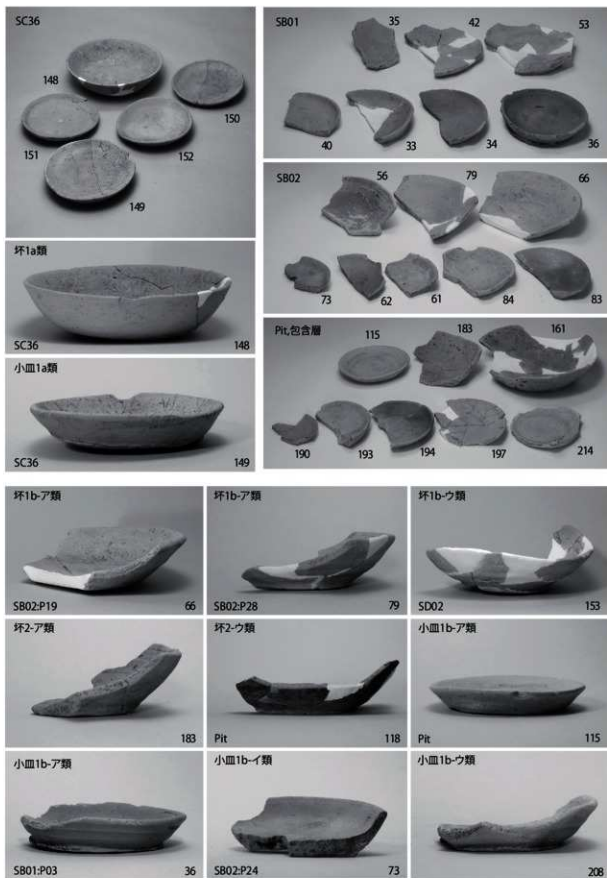 SC36
148
150
151
152
149
坏1a類
SC36 148
小皿1a類
SC36 149
SB01
35 42 53
40 33 34 36
SB02
56 79 66
73 62 61 84 83
Pit,包含層
115 183 161
190 193 194 197 214
坏1b-ア類
SB02:P19 66
坏1b-ア類
SB02:P28 79
坏1b-ウ類
SD02 153
坏2-ア類
183
坏2-ウ類
Pit 118
小皿1b-ア類
Pit 115
小皿1b-ア類
SB01:P03 36
小皿1b-イ類
SB02:P24 73
小皿1b-ウ類
208